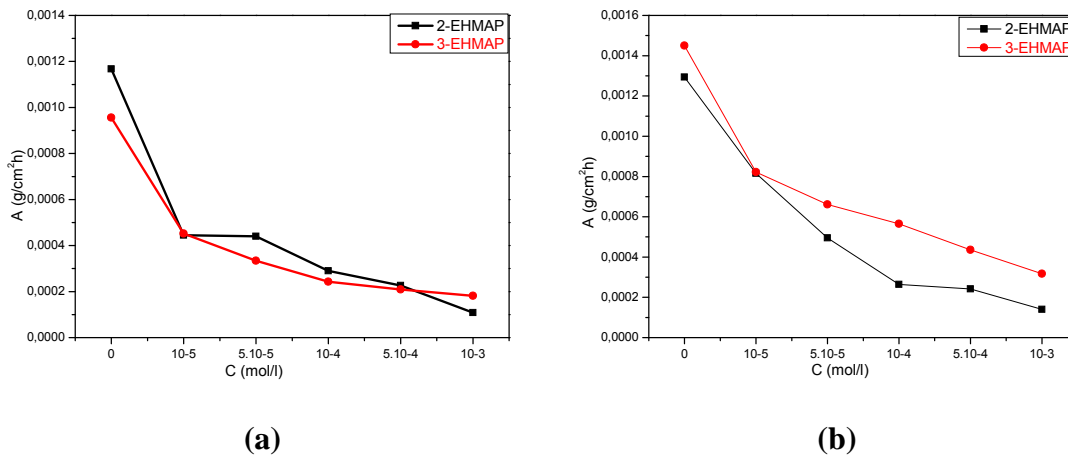 0,0014
0,0012
0,0010
0,0008
0,0006
0,0004
0,0002
0,0000
A (g/cm²h)
0 10-5 5.10-5 10-4 5.10-4 10-3
C (mol/l)
2-EHMAP
3-EHMAP
(a)
0,0016
0,0014
0,0012
0,0010
0,0008
0,0006
0,0004
0,0002
0,0000
A (g/cm²h)
0 10-5 5.10-5 10-4 5.10-4 10-3
C (mol/l)
2-EHMAP
3-EHMAP
(b)